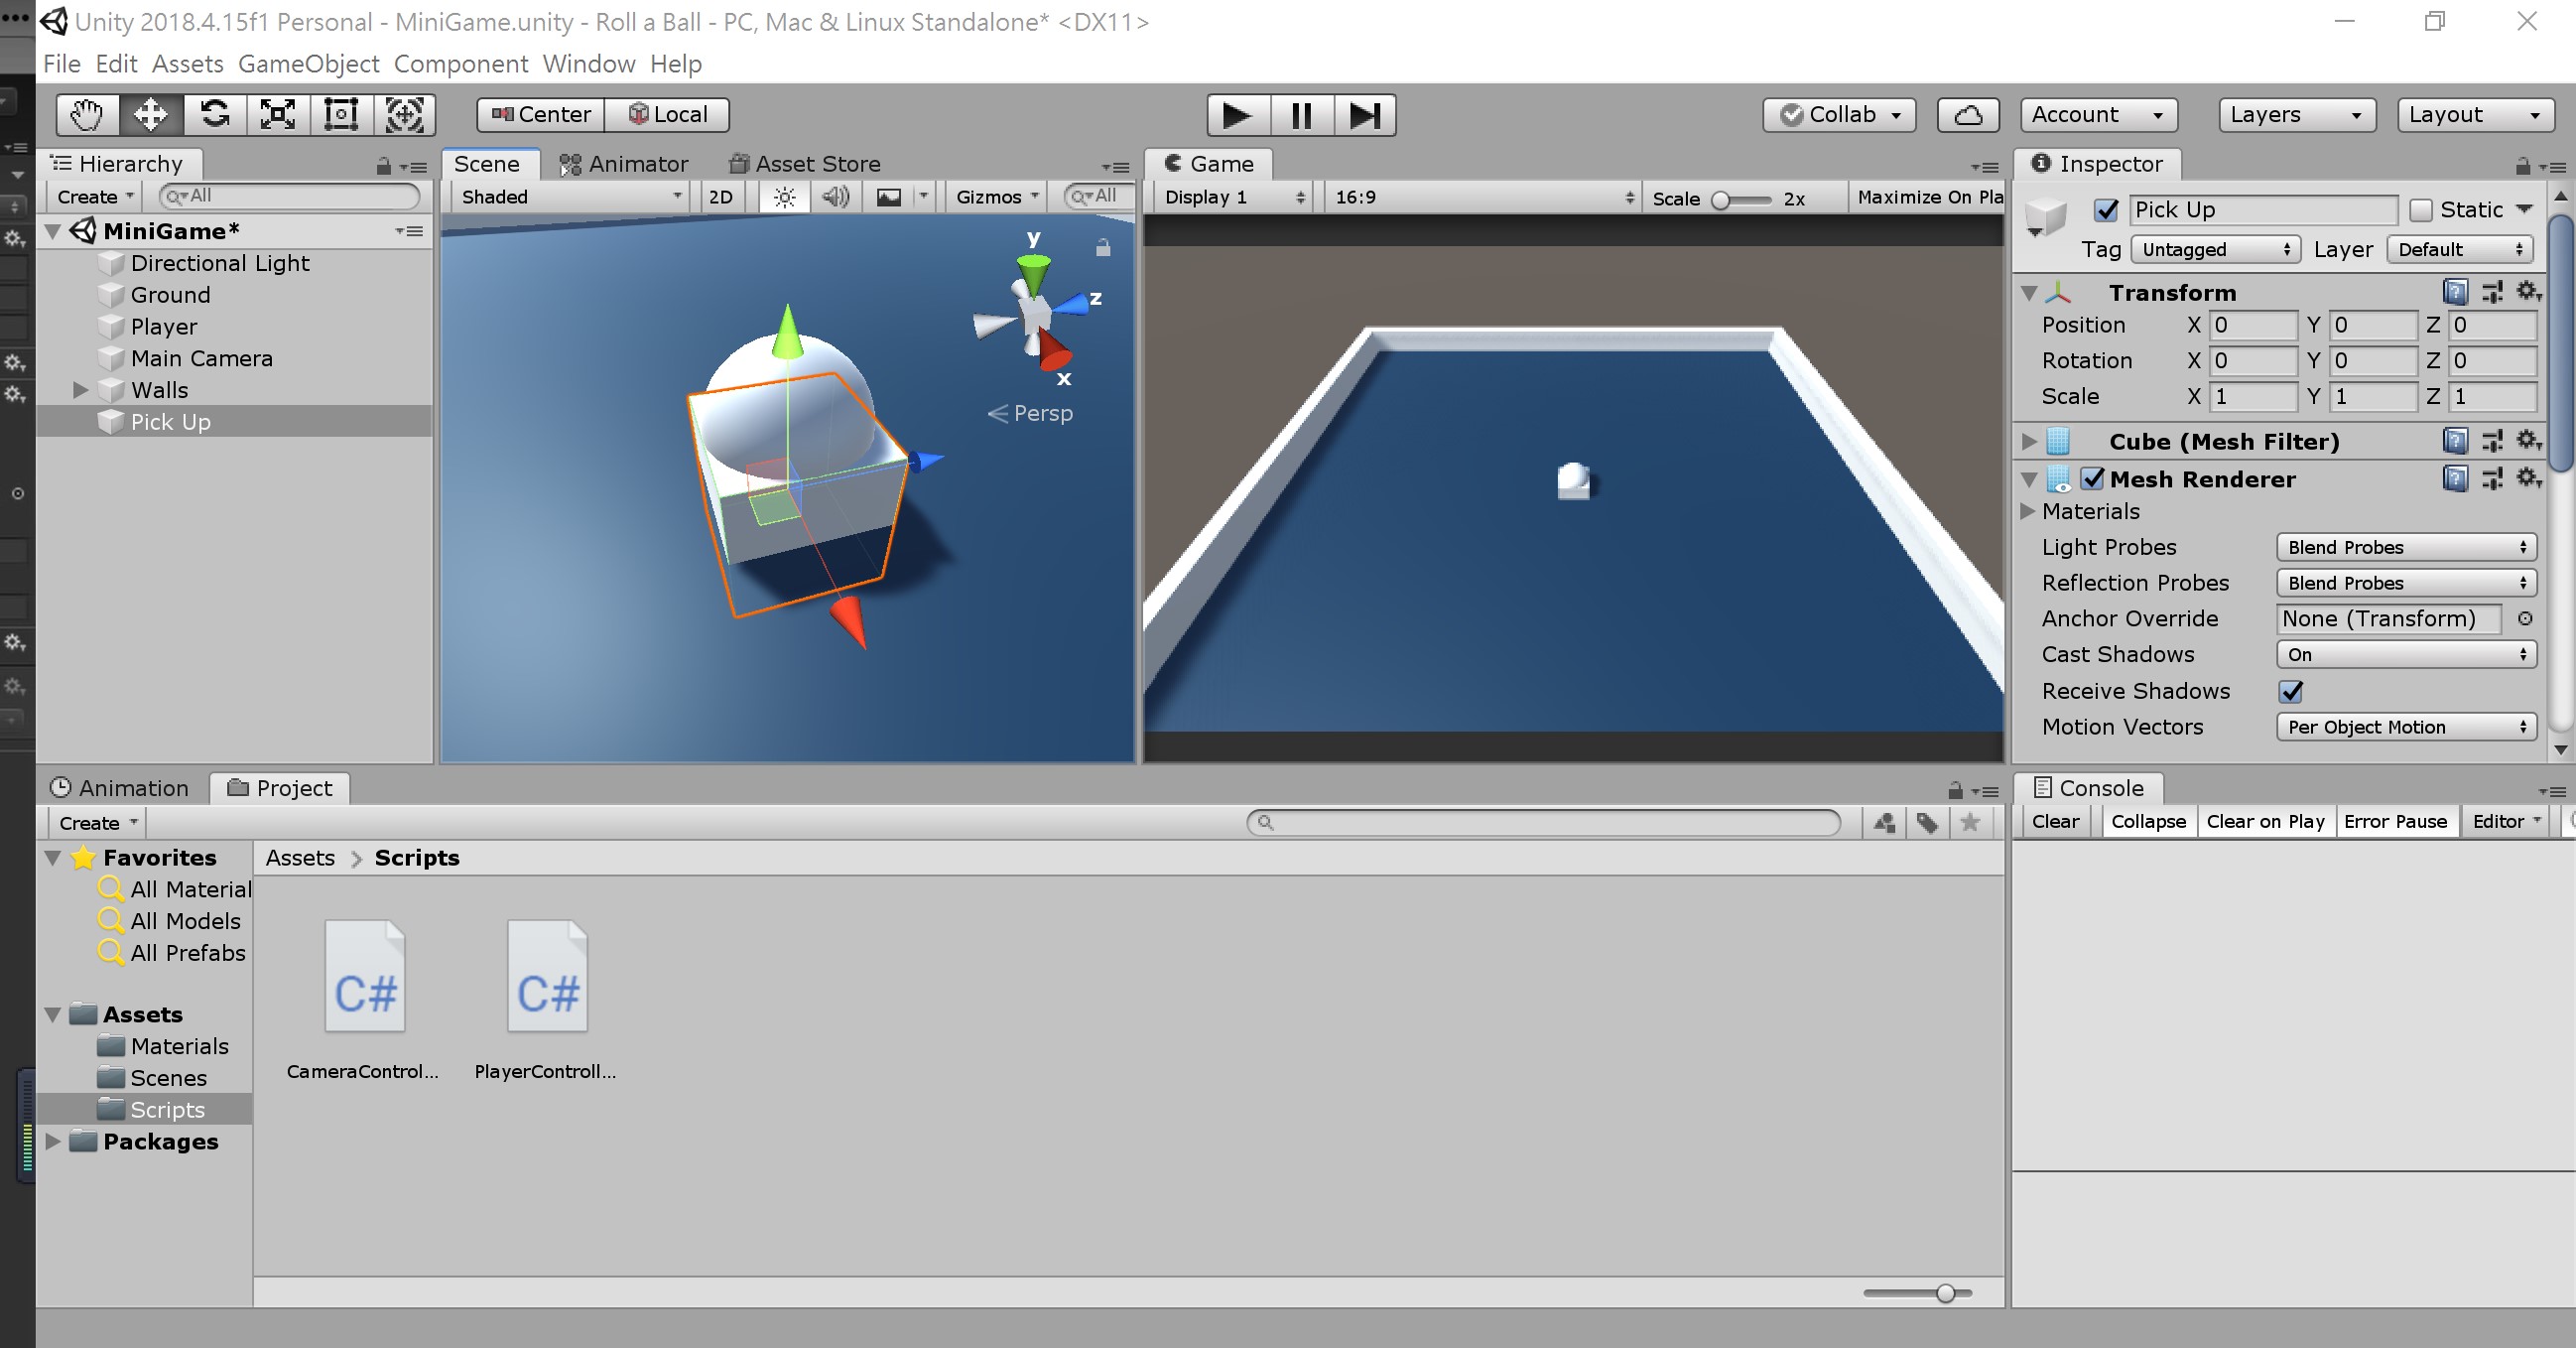 Unity 2018.4.15f1 Personal - MiniGame.unity - Roll a Ball - PC, Mac & Linux Standalone* <DX11>
File Edit Assets GameObject Component Window Help
Center Local Collab Account Layers Layout
Hierarchy
Create All
MiniGame*
Directional Light
Ground
Player
Main Camera
Walls
Pick Up
Scene Animator Asset Store
Shaded 2D Gizmos All
y
z
x
Persp
Game
Display 1 16:9 Scale 2x Maximize On Pla
Inspector
Pick Up Static
Tag Untagged Layer Default
Transform
Position X 0 Y 0 Z 0
Rotation X 0 Y 0 Z 0
Scale X 1 Y 1 Z 1
Cube (Mesh Filter)
Mesh Renderer
Materials
Light Probes Blend Probes
Reflection Probes Blend Probes
Anchor Override None (Transform)
Cast Shadows On
Receive Shadows
Motion Vectors Per Object Motion
Animation Project
Create
Favorites
All Material
All Models
All Prefabs
Assets
Materials
Scenes
Scripts
Packages
Assets > Scripts
C# C#
CameraControl... PlayerControll...
Console
Clear Collapse Clear on Play Error Pause Editor